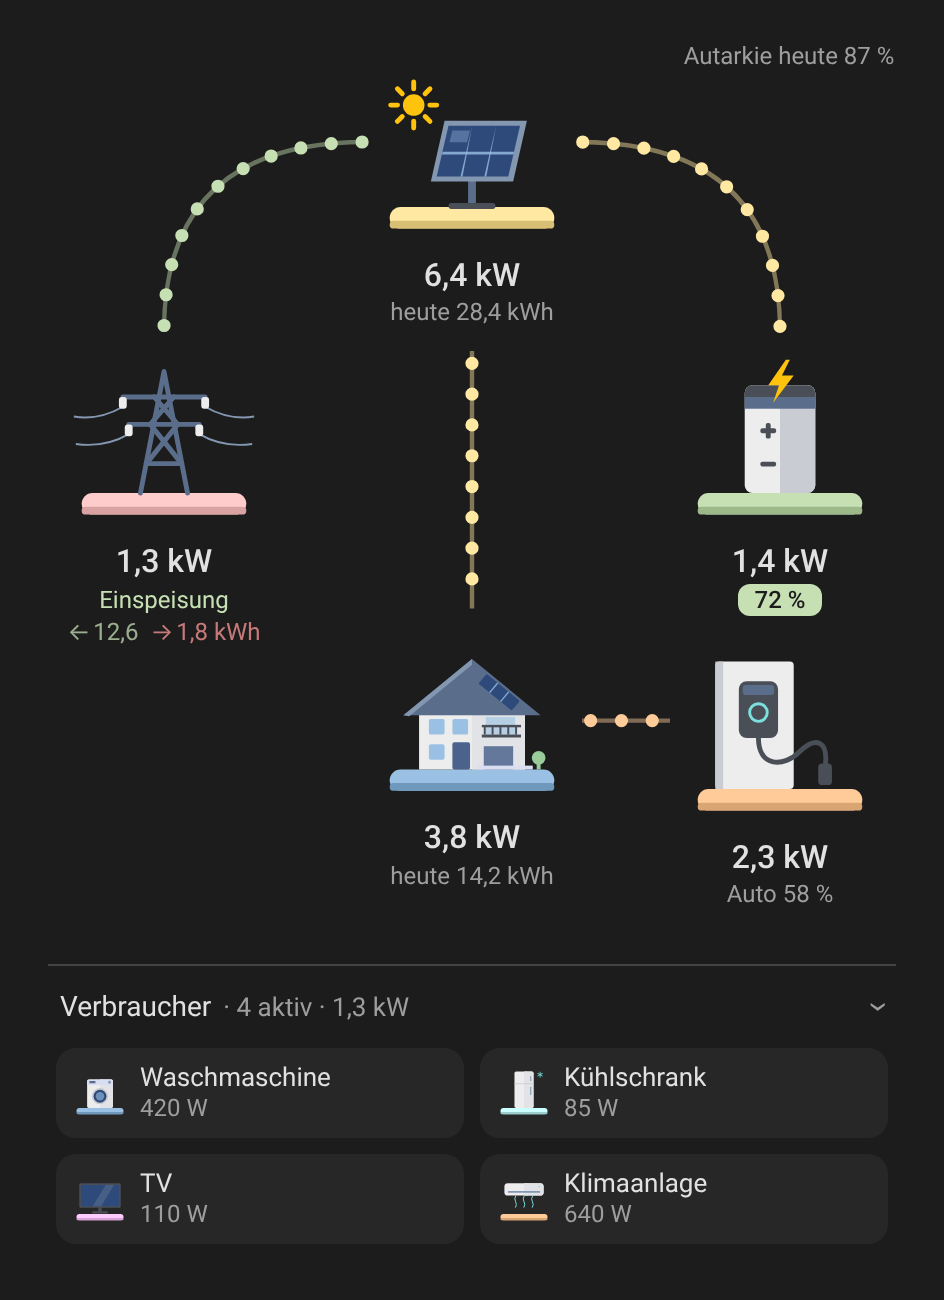 Autarkie heute 87 %
6,4 kW
heute 28,4 kWh
1,3 kW
Einspeisung
← 12,6 → 1,8 kWh
1,4 kW
72 %
3,8 kW
heute 14,2 kWh
2,3 kW
Auto 58 %
Verbraucher · 4 aktiv · 1,3 kW
Waschmaschine
420 W
Kühlschrank
85 W
TV
110 W
Klimaanlage
640 W